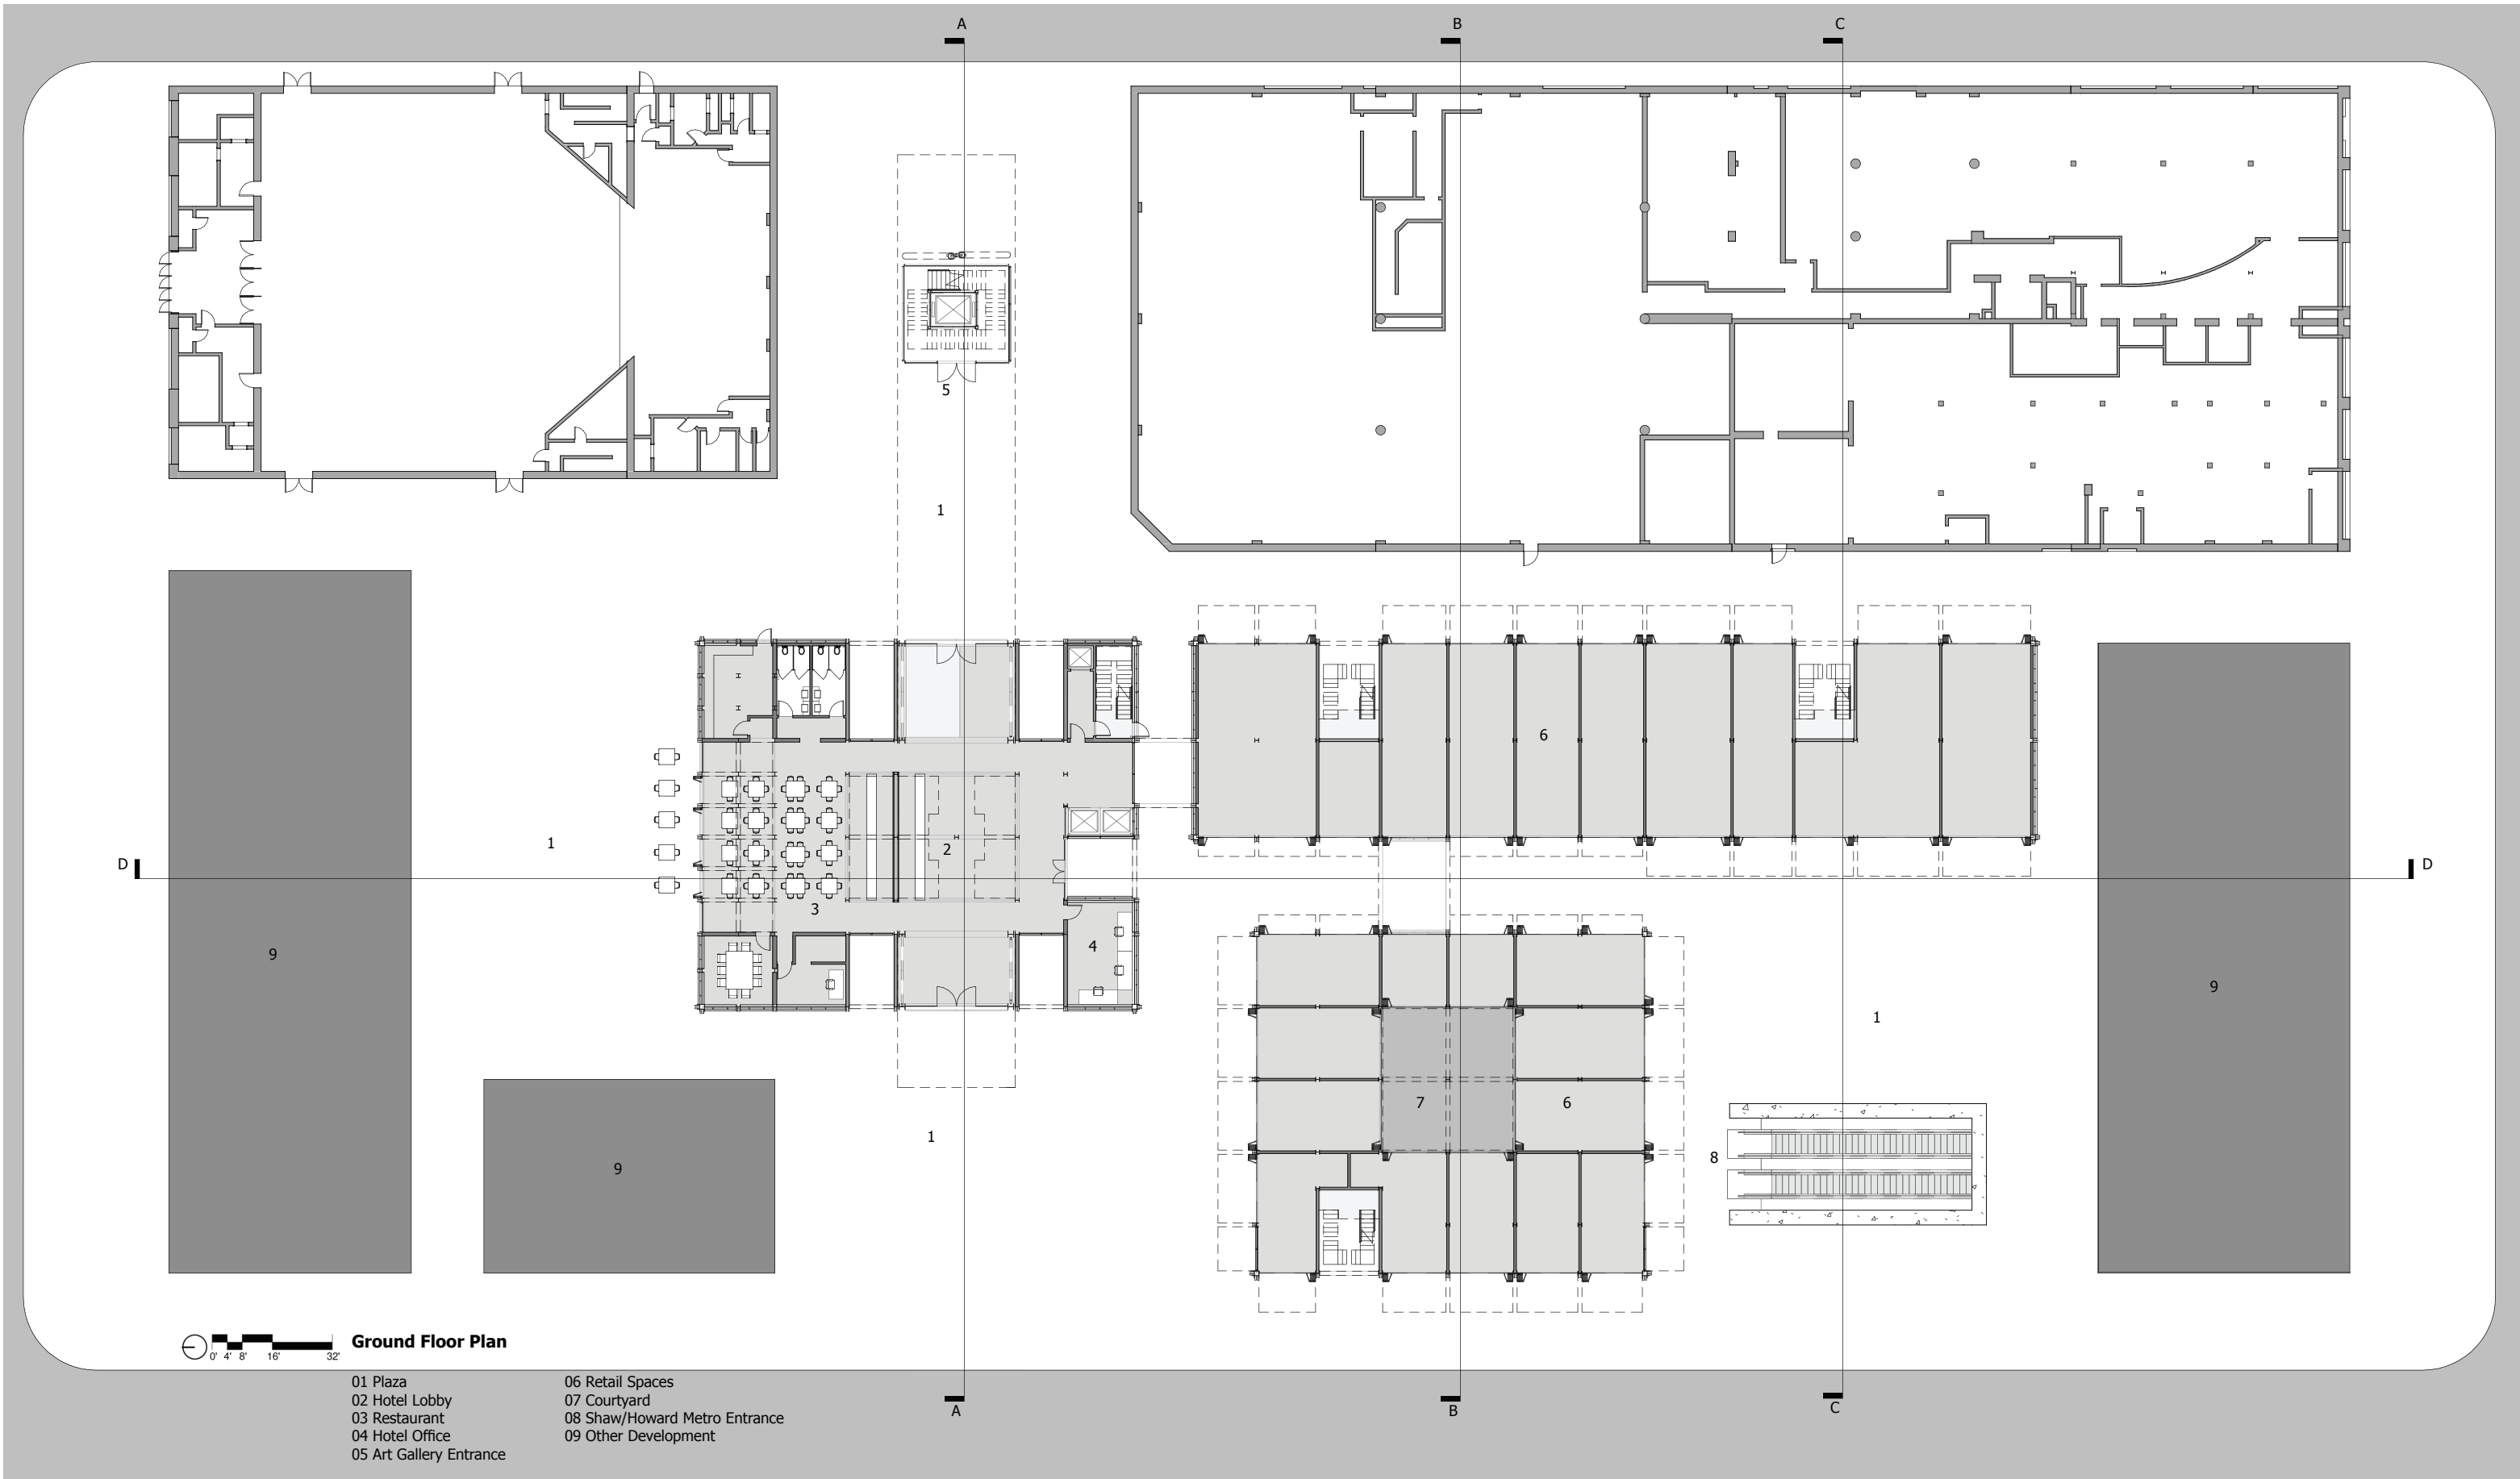 A
B
C
5
1
6
1
2
D
D
3
4
9
9
1
7
6
1
8
9
0' 4' 8' 16' 32'
Ground Floor Plan
01 Plaza
02 Hotel Lobby
03 Restaurant
04 Hotel Office
05 Art Gallery Entrance
06 Retail Spaces
07 Courtyard
08 Shaw/Howard Metro Entrance
09 Other Development
A
B
C